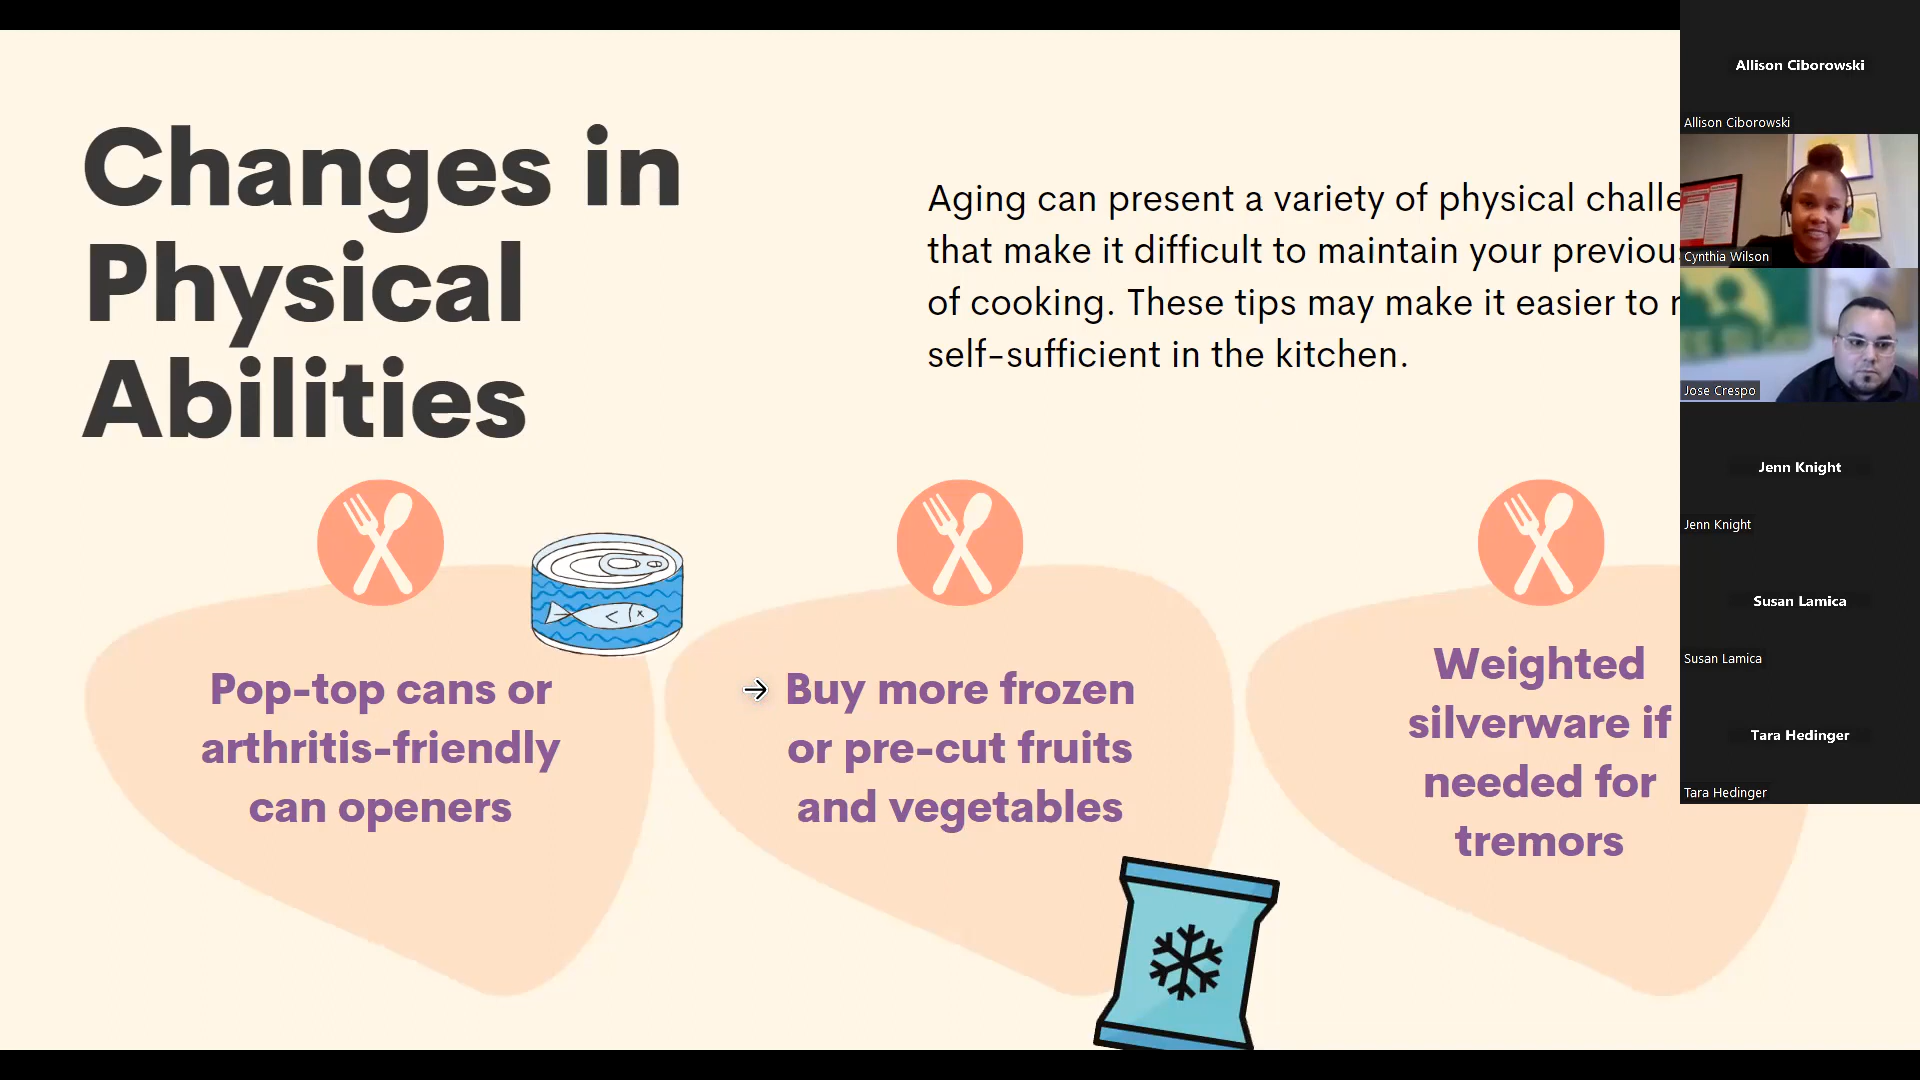 Changes in
Physical
Abilities
Aging can present a variety of physical
that make it difficult to maintain your
of cooking. These tips may make it easier to
self-sufficient in the kitchen.
Pop-top cans or
arthritis-friendly
can openers
Buy more frozen
or pre-cut fruits
and vegetables
Weighted
silverware if
needed for
tremors
Allison Ciborowski
Allison Ciborowski
Cynthia Wilson
Jose Crespo
Jenn Knight
Jenn Knight
Susan Lamica
Susan Lamica
Tara Hedinger
Tara Hedinger